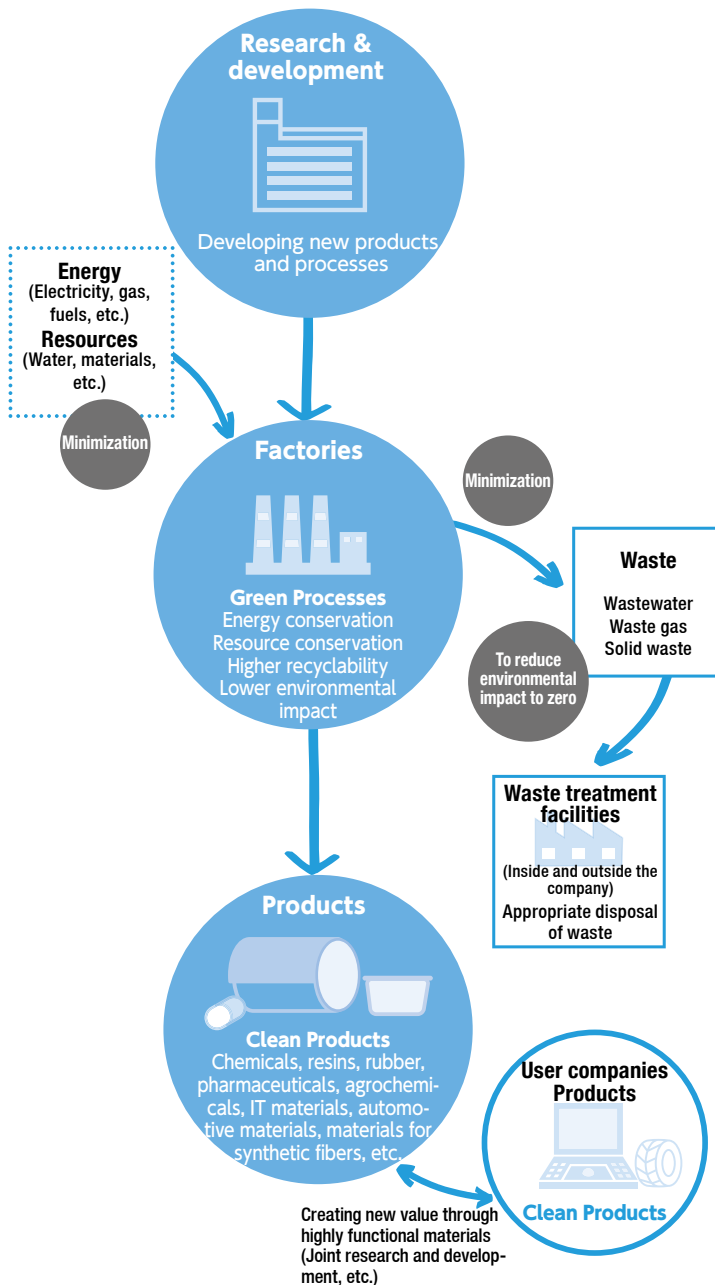 Research &
development
Developing new products
and processes
Energy
(Electricity, gas,
fuels, etc.)
Resources
(Water, materials,
etc.)
Minimization
Factories
Green Processes
Energy conservation
Resource conservation
Higher recyclability
Lower environmental
impact
Minimization
Waste
Wastewater
Waste gas
Solid waste
To reduce
environmental
impact to zero
Waste treatment
facilities
(Inside and outside the
company)
Appropriate disposal
of waste
Products
Clean Products
Chemicals, resins, rubber,
pharmaceuticals, agrochemi-
cals, IT materials, automo-
tive materials, materials for
synthetic fibers, etc.
User companies
Products
Clean Products
Creating new value through
highly functional materials
(Joint research and develop-
ment, etc.)